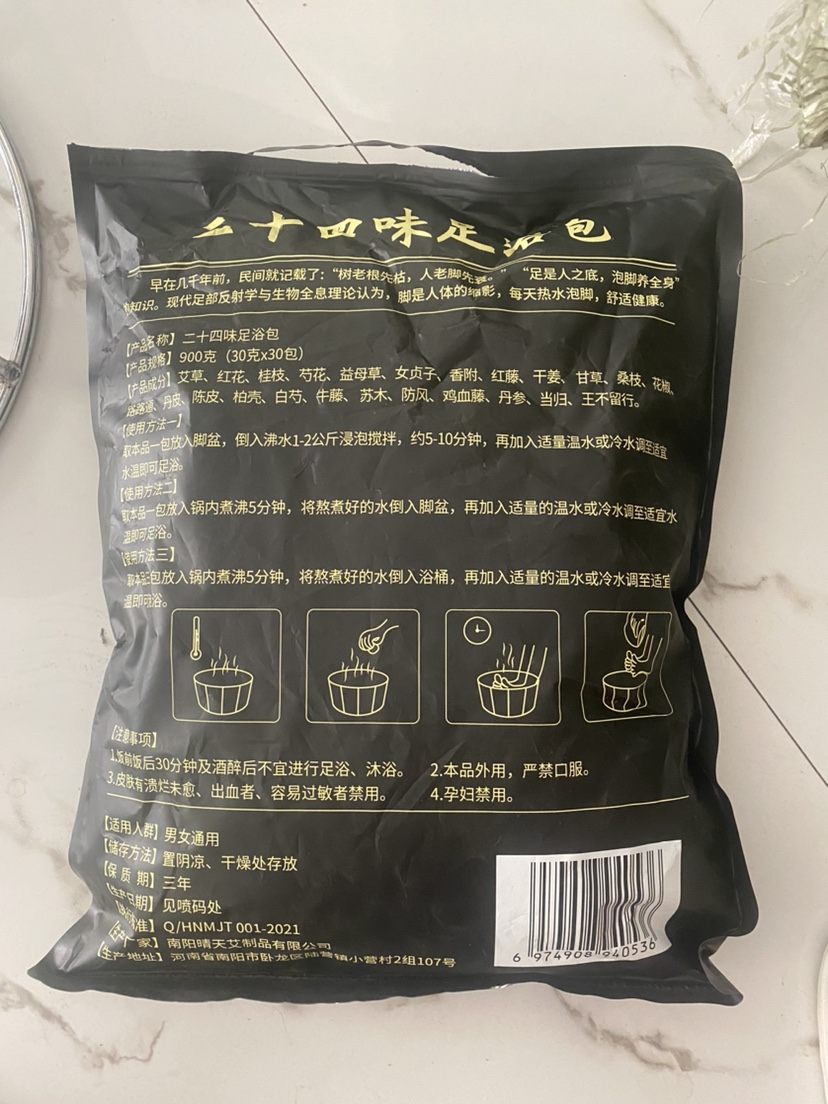 二十四味足浴包
早在几千年前，民间就记载了：“树老根先枯，人老脚先衰。” “足是人之底，泡脚养全身”
的知识。现代足部反射学与生物全息理论认为，脚是人体的缩影，每天热水泡脚，舒适健康。
【产品名称】二十四味足浴包
【产品规格】900克（30克x30包）
【产品成分】艾草、红花、桂枝、芍花、益母草、女贞子、香附、红藤、干姜、甘草、桑枝、花椒、
路路通、丹皮、陈皮、柏壳、白芍、牛藤、苏木、防风、鸡血藤、丹参、当归、王不留行。
【使用方法一】
取本品一包放入脚盆，倒入沸水1-2公斤浸泡搅拌，约5-10分钟，再加入适量温水或冷水调至适宜
水温即可足浴。
【使用方法二】
取本品一包放入锅内煮沸5分钟，将熬煮好的水倒入脚盆，再加入适量的温水或冷水调至适宜水
温即可足浴。
【使用方法三】
取本品三包放入锅内煮沸5分钟，将熬煮好的水倒入浴桶，再加入适量的温水或冷水调至适宜
温即可沐浴。
【注意事项】
1.饭前饭后30分钟及酒醉后不宜进行足浴、沐浴。 2.本品外用，严禁口服。
3.皮肤有溃烂未愈、出血者、容易过敏者禁用。 4.孕妇禁用。
【适用人群】男女通用
【储存方法】置阴凉、干燥处存放
【保 质 期】三年
【生产日期】见喷码处
【执行标准】Q/HNMJT 001-2021
【生产厂家】南阳晴天艾制品有限公司
【生产地址】河南省南阳市卧龙区陆营镇小营村2组107号
6 974908 940536